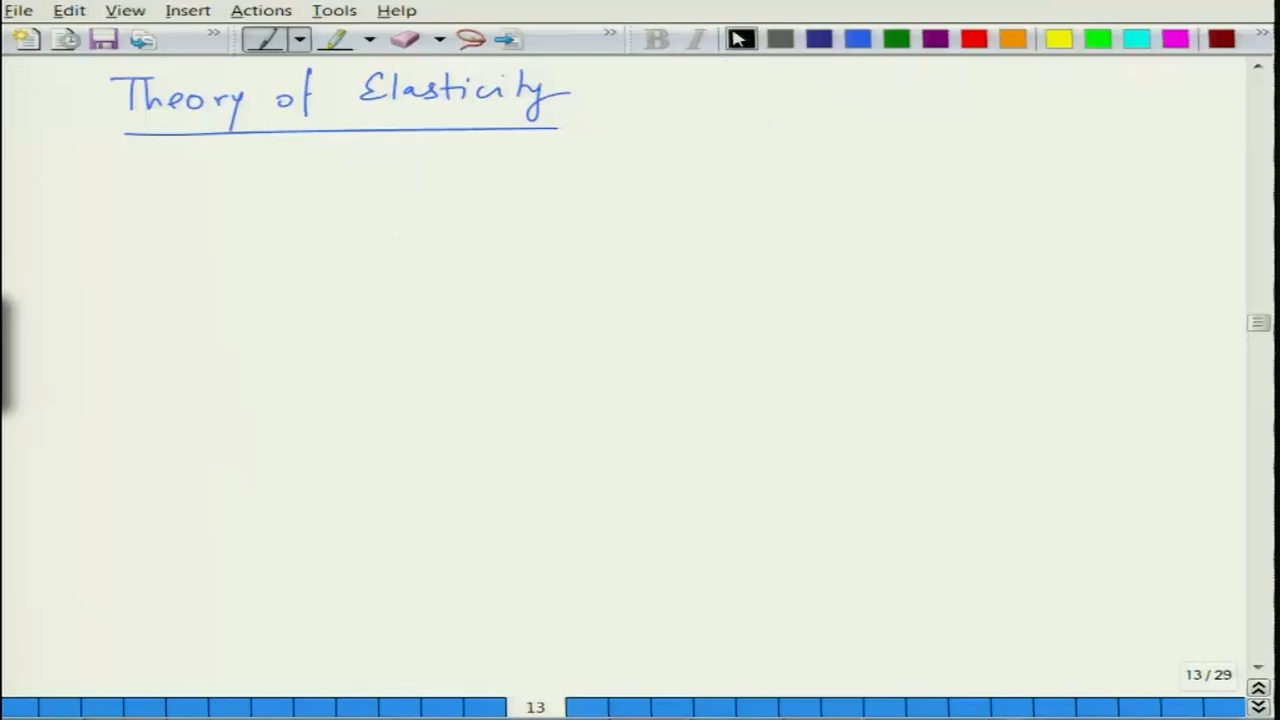 File Edit View Insert Actions Tools Help
B I
Theory of Elasticity
13 / 29
13